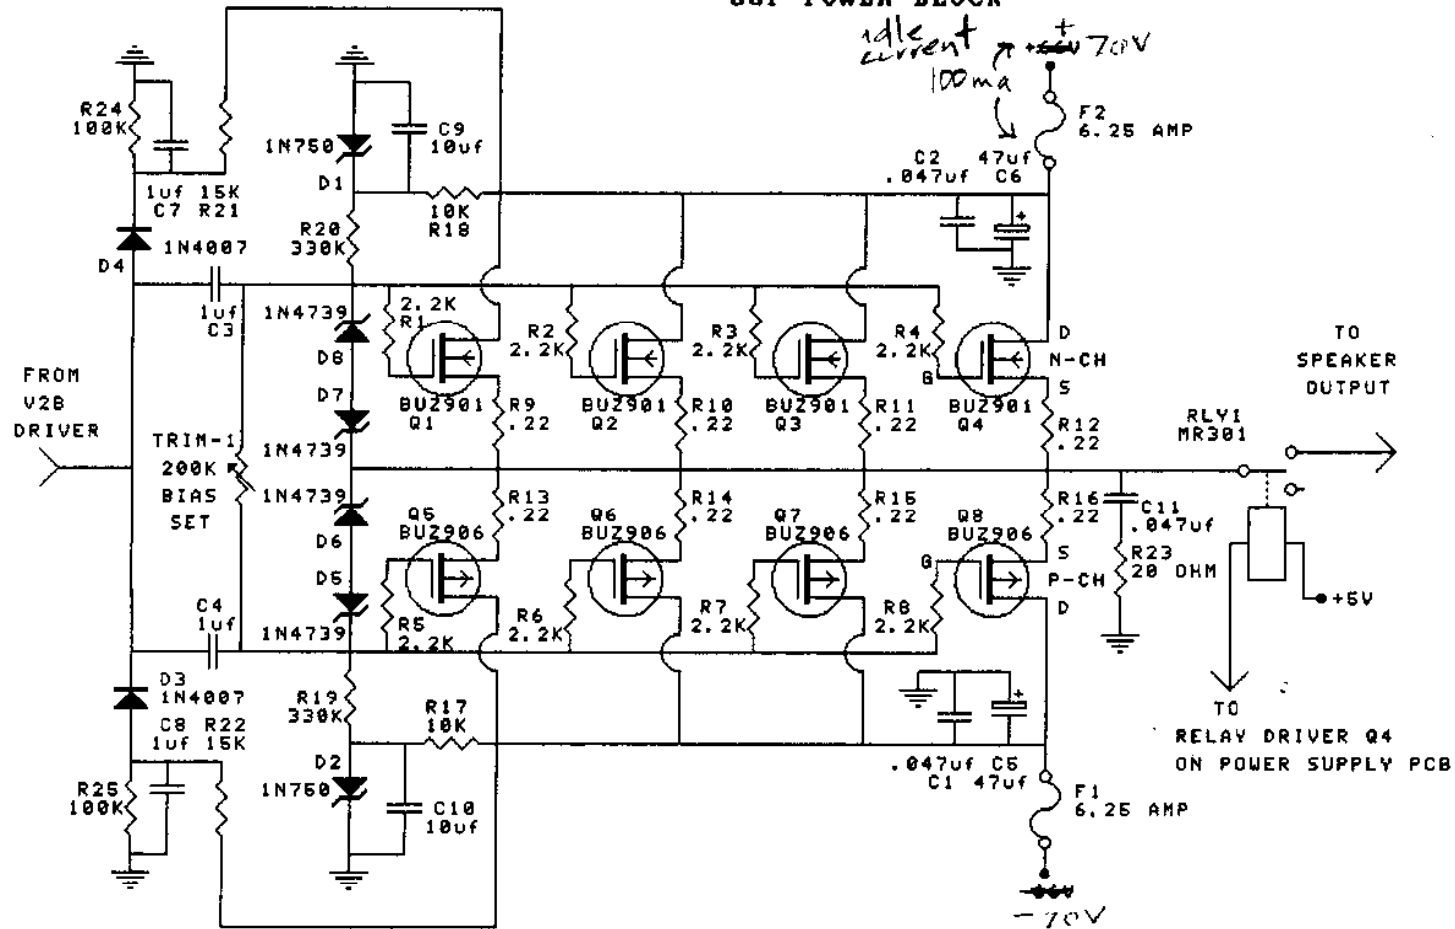 POWER BLOCK
idle
current
100ma
+
70V
F2
6.25 AMP
R24
100K
1N750
D1
C9
10uf
C2
.047uf
47uf
C6
1uf 15K
C7 R21
10K
R18
R20
330K
1N4007
D4
1uf
C3
1N4739
D8
D7
1N4739
2.2K
R1
R2
2.2K
R3
2.2K
R4
2.2K
G
D
N-CH
S
BUZ901
Q1
BUZ901
Q2
BUZ901
Q3
BUZ901
Q4
R9
.22
R10
.22
R11
.22
R12
.22
FROM
V2B
DRIVER
TRIM-1
200K
BIAS
SET
TO
SPEAKER
OUTPUT
RLY1
MR301
1N4739
D6
D5
1N4739
Q5
BUZ906
Q6
BUZ906
Q7
BUZ906
Q8
BUZ906
R13
.22
R14
.22
R15
.22
R16
.22
C11
.047uf
R23
20 OHM
G
S
P-CH
D
+5V
C4
1uf
R5
2.2K
R6
2.2K
R7
2.2K
R8
2.2K
D3
1N4007
C8 R22
1uf 15K
R19
330K
R17
10K
TO
RELAY DRIVER Q4
ON POWER SUPPLY PCB
R25
100K
D2
1N750
C10
10uf
.047uf C5
C1 47uf
F1
6.25 AMP
-70V